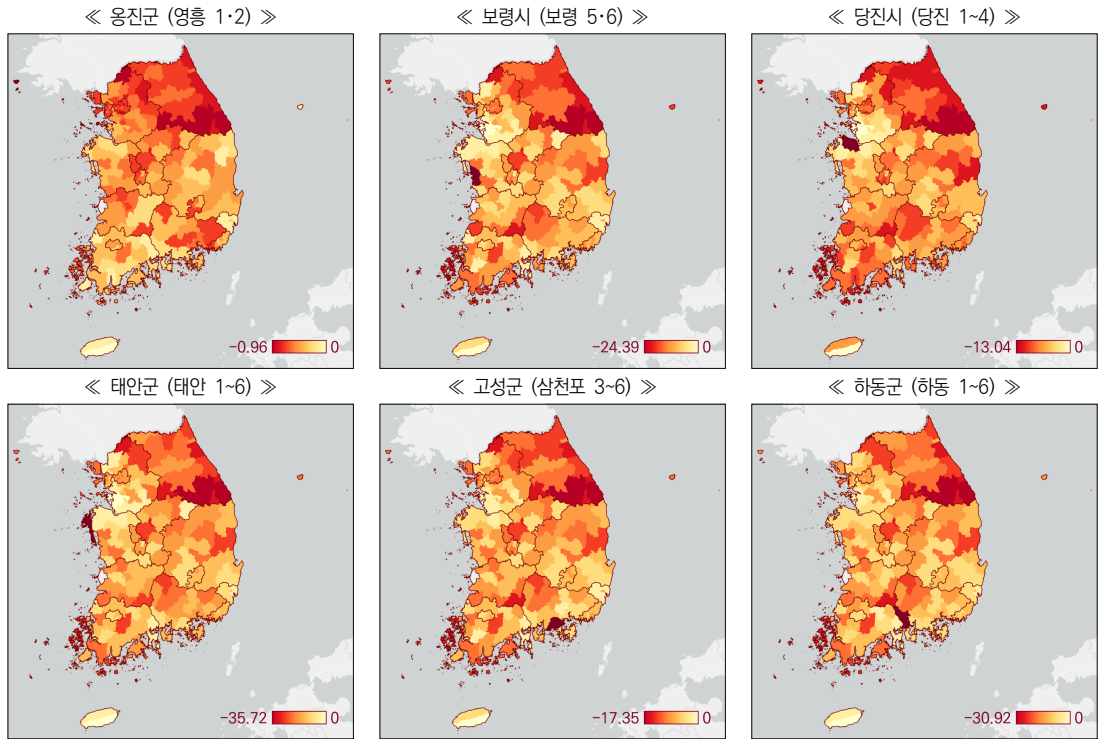 ≪ 옹진군 (영흥 1·2) ≫
≪ 보령시 (보령 5·6) ≫
≪ 당진시 (당진 1~4) ≫
−0.96 0
−24.39 0
−13.04 0
≪ 태안군 (태안 1~6) ≫
≪ 고성군 (삼천포 3~6) ≫
≪ 하동군 (하동 1~6) ≫
−35.72 0
−17.35 0
−30.92 0